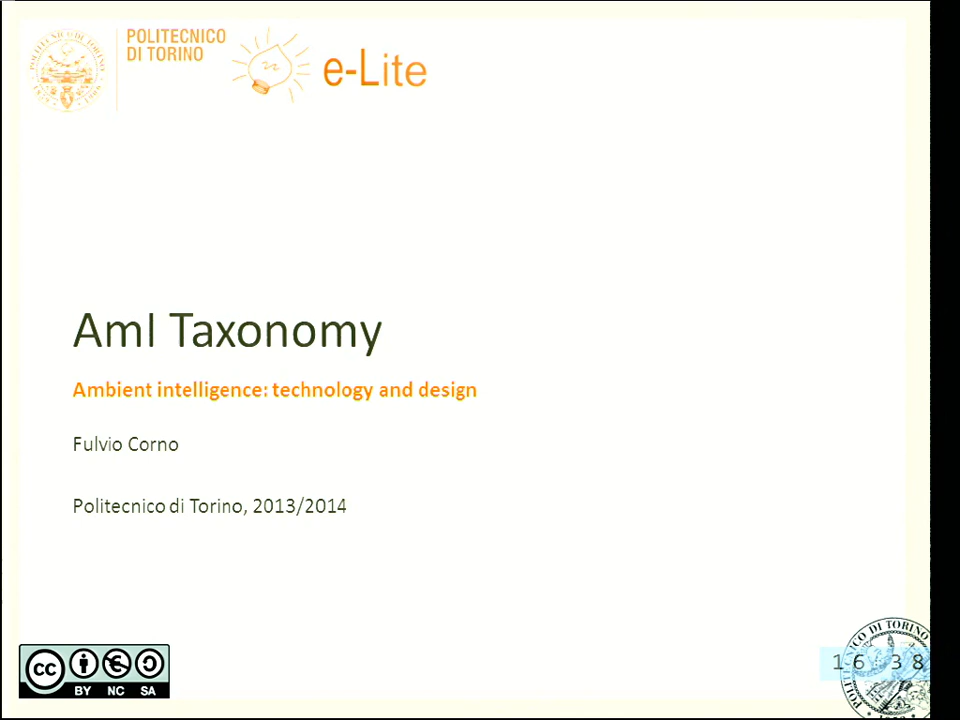 POLITECNICO
DI TORINO
e-Lite
AmI Taxonomy
Ambient intelligence: technology and design
Fulvio Corno
Politecnico di Torino, 2013/2014
cc
BY NC SA
16 38